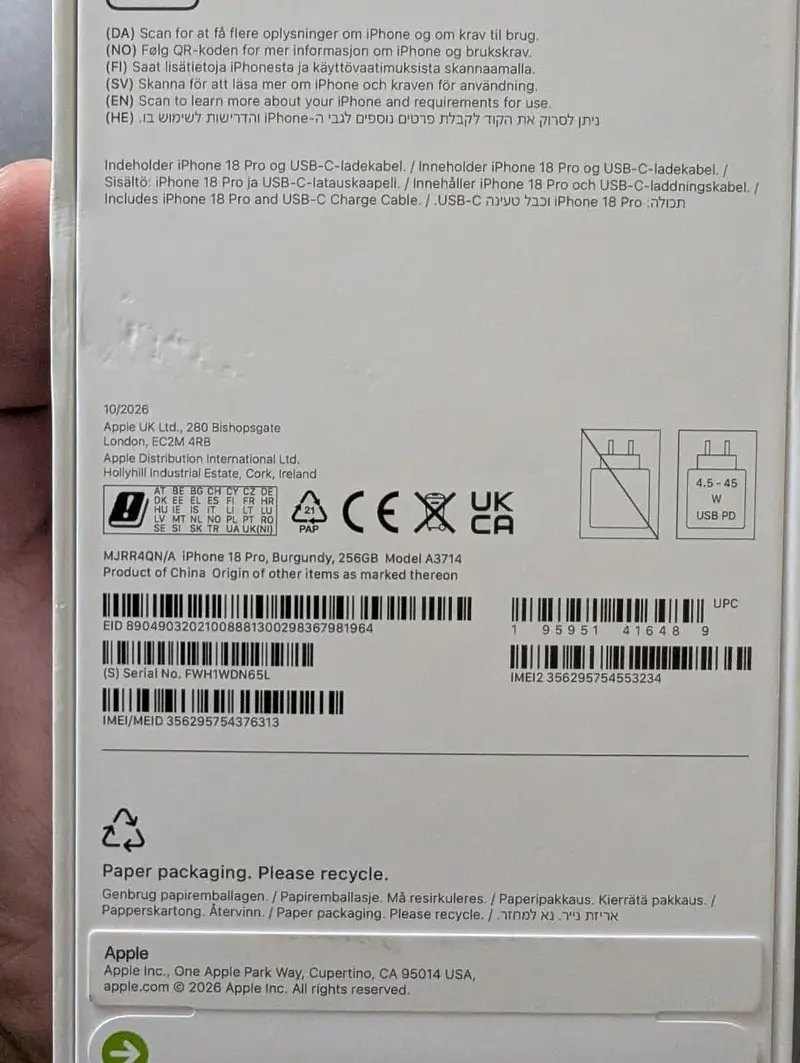 (DA) Scan for at få flere oplysninger om iPhone og om krav til brug.
(NO) Følg QR-koden for mer informasjon om iPhone og brukskrav.
(FI) Saat lisätietoja iPhonesta ja käyttövaatimuksista skannaamalla.
(SV) Skanna för att läsa mer om iPhone och kraven för användning.
(EN) Scan to learn more about your iPhone and requirements for use.
(HE) ניתן לסרוק את הקוד לקבלת פרטים נוספים לגבי ה-iPhone והדרישות לשימוש בו.
Indeholder iPhone 18 Pro og USB-C-ladekabel. / Inneholder iPhone 18 Pro og USB-C-ladekabel. /
Sisältö: iPhone 18 Pro ja USB-C-latauskaapeli. / Innehåller iPhone 18 Pro och USB-C-laddningskabel. /
Includes iPhone 18 Pro and USB-C Charge Cable. / תכולה: iPhone 18 Pro וכבל טעינה USB-C.
10/2026
Apple UK Ltd., 280 Bishopsgate
London, EC2M 4RB
Apple Distribution International Ltd.
Hollyhill Industrial Estate, Cork, Ireland
AT BE BG CH CY CZ DE
DK EE EL ES FI FR HR
HU IE IS IT LI LT LU
LV MT NL NO PL PT RO
SE SI SK TR UA UK(NI)
21
PAP
CE
UK
CA
4.5 - 45
W
USB PD
MJRR4QN/A iPhone 18 Pro, Burgundy, 256GB Model A3714
Product of China Origin of other items as marked thereon
EID 89049032021008881300298367981964
UPC
1 95951 41648 9
(S) Serial No. FWH1WDN65L
IMEI2 356295754553234
IMEI/MEID 356295754376313
Paper packaging. Please recycle.
Genbrug papiremballagen. / Papiremballasje. Må resirkuleres. / Paperipakkaus. Kierrätä pakkaus. /
Papperskartong. Återvinn. / Paper packaging. Please recycle. / אריזת נייר. נא למחזר.
Apple
Apple Inc., One Apple Park Way, Cupertino, CA 95014 USA,
apple.com © 2026 Apple Inc. All rights reserved.